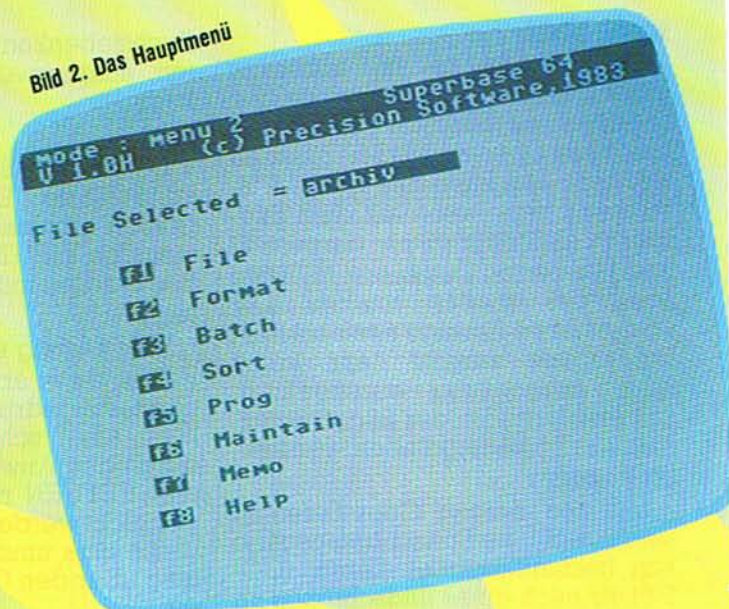 Bild 2. Das Hauptmenü
Mode : menu 2 Superbase 64
V 1.0H (c) Precision Software,1983
File Selected = archiv
f1 File
f2 Format
f3 Batch
f4 Sort
f5 Prog
f6 Maintain
f7 Memo
f8 Help